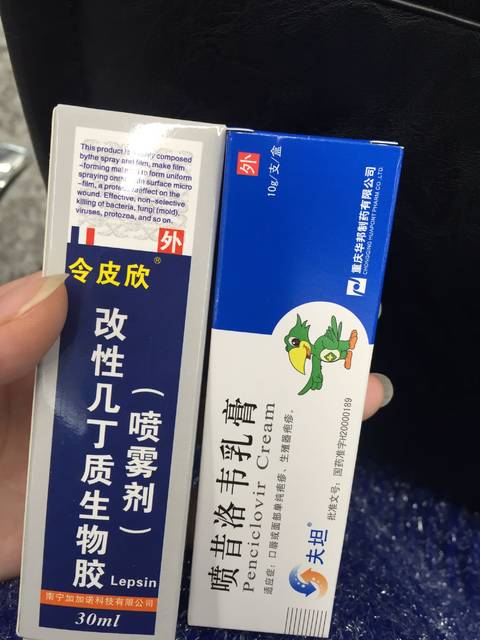 This product is
composed
bythe spray and film, make film
-forming material to form uniform
spraying on the skin surface micro
-film, a protective effect on the
wound. Effective, non-selective
killing of bacteria, fungi (mold),
viruses, protozoa, and so on.
外
令皮欣®
改性几丁质生物胶
(喷雾剂)
Lepsin
南宁加加诺科技有限公司
30ml
外
10g/支/盒
重庆华邦制药有限公司
CHONGQING HUAPONT PHARM CO.,LTD.
喷昔洛韦乳膏
Penciclovir Cream
适应症:口唇或面部单纯疱疹、生殖器疱疹。
批准文号:国药准字H20000189
夫坦®